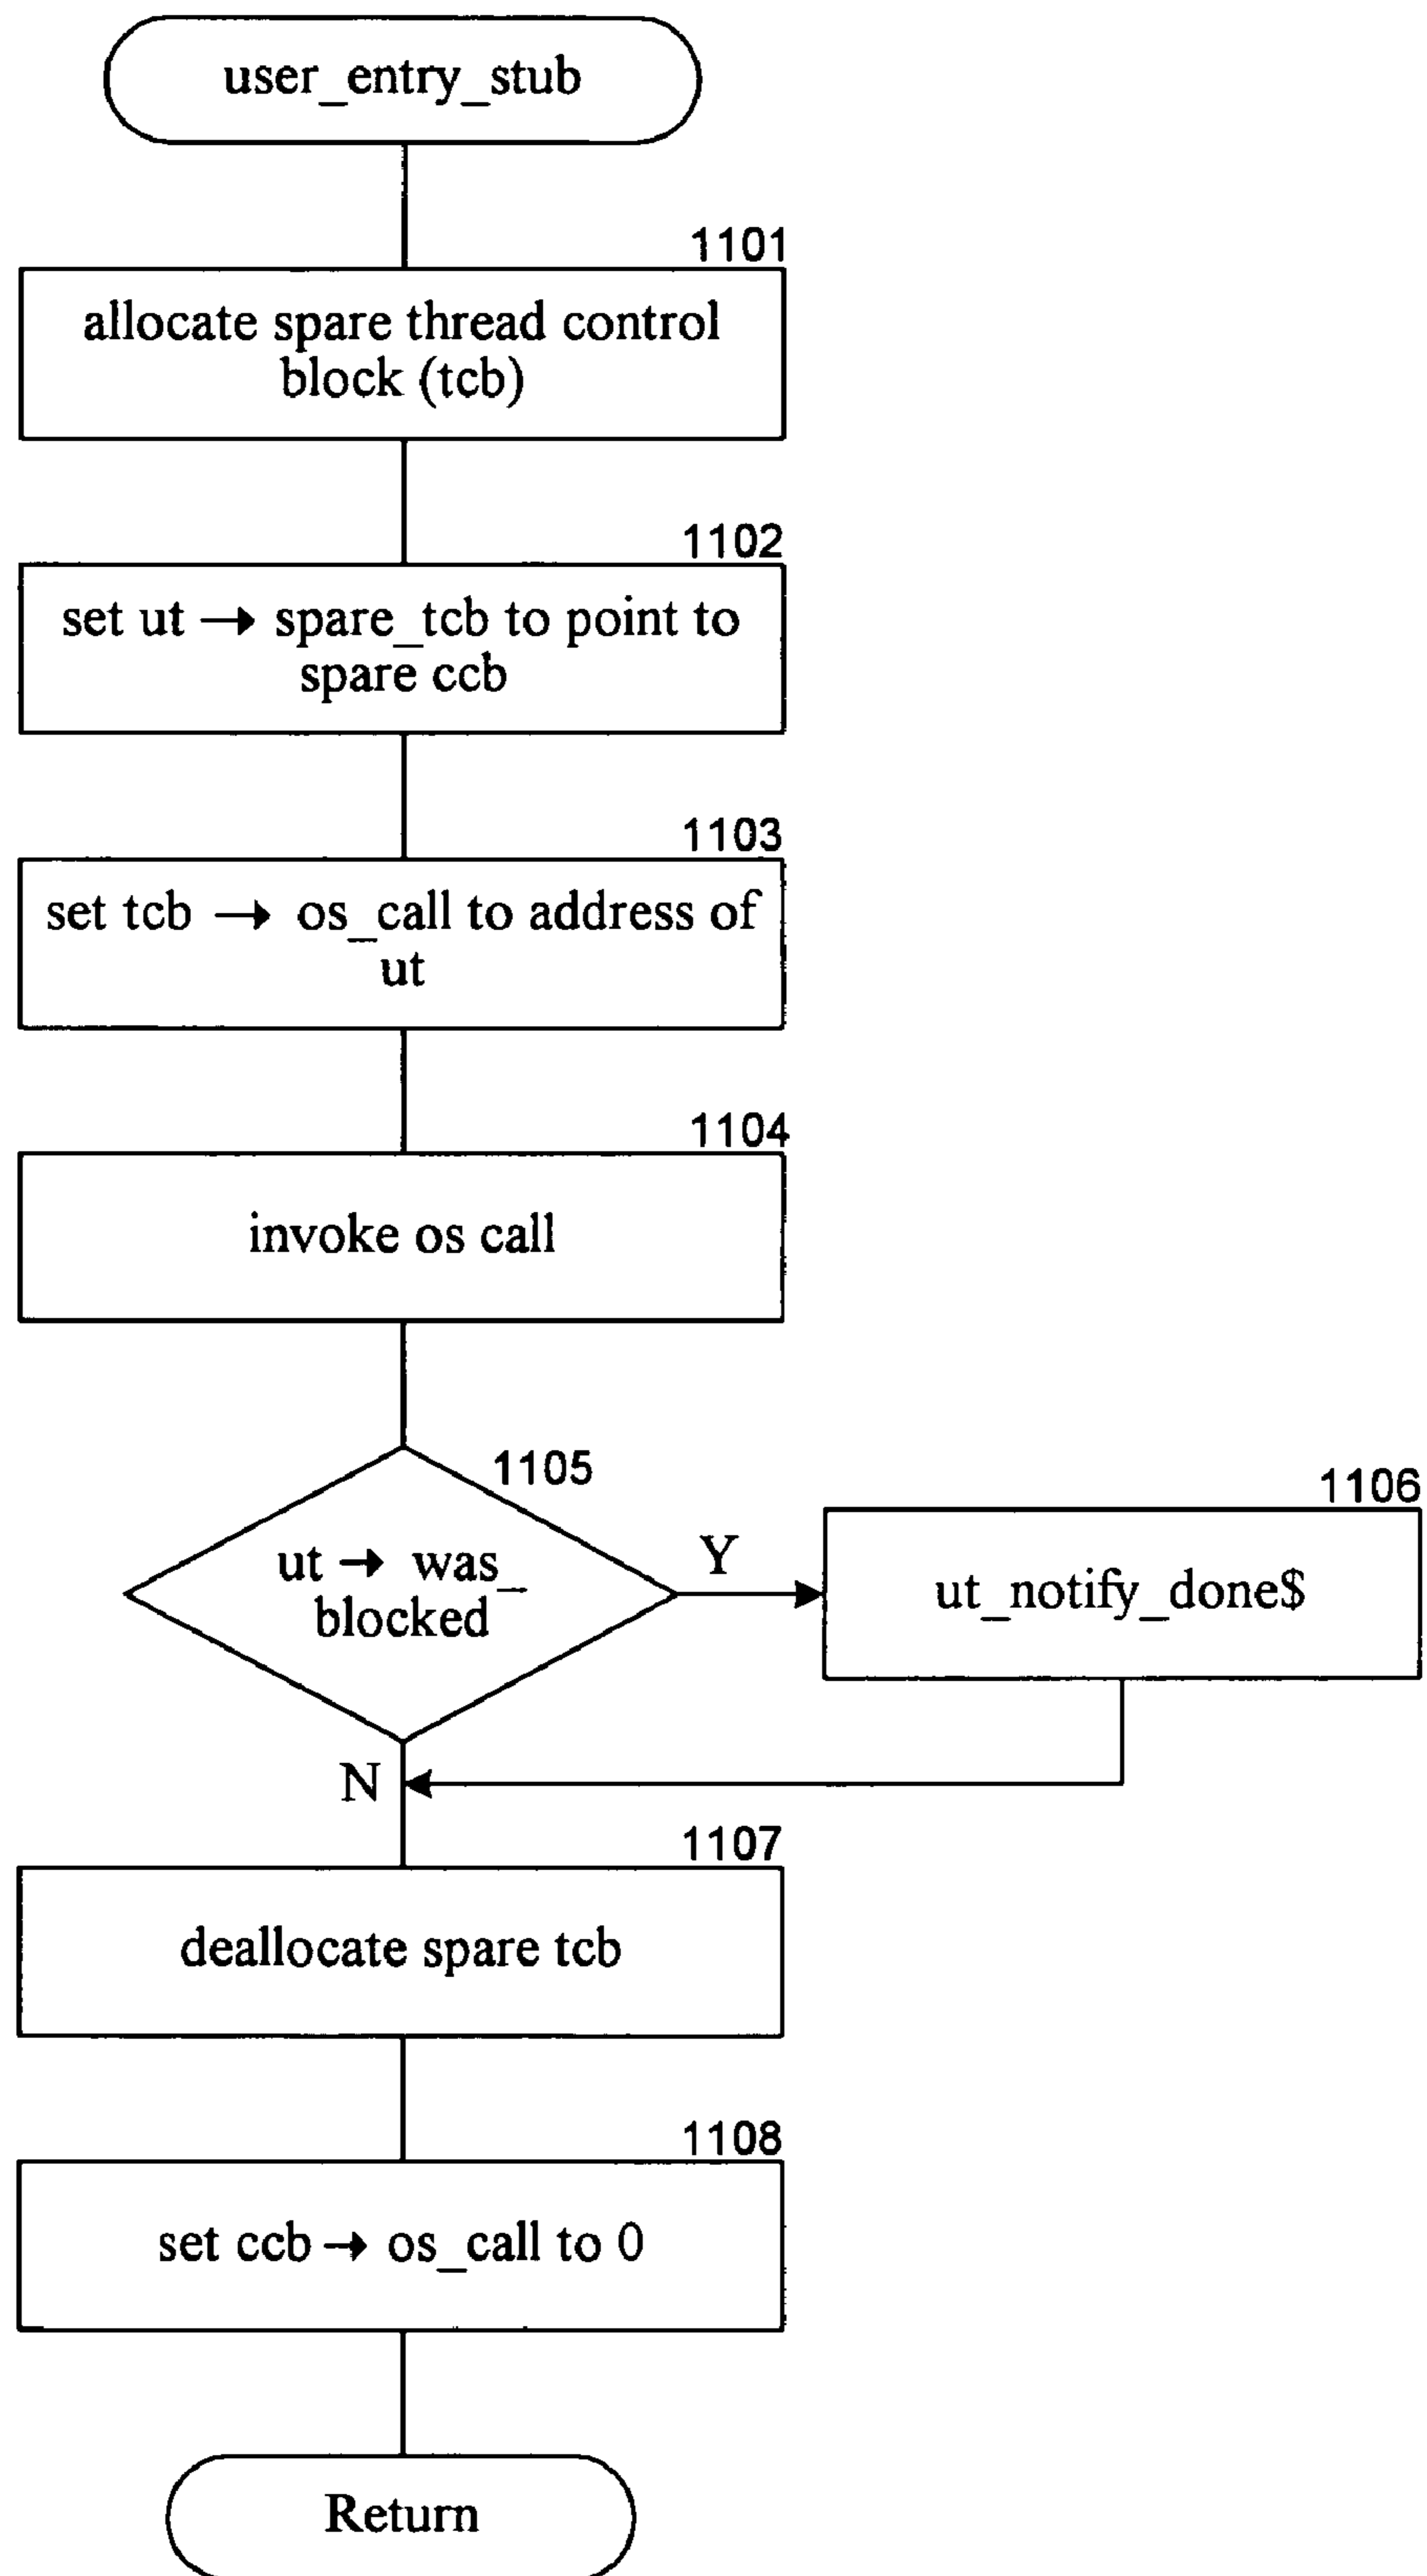 user_entry_stub
1101
allocate spare thread control
block (tcb)
1102
set ut → spare_tcb to point to
spare ccb
1103
set tcb → os_call to address of
ut
1104
invoke os call
1105
ut → was_
blocked
Y
1106
ut_notify_done$
N
1107
deallocate spare tcb
1108
set ccb → os_call to 0
Return